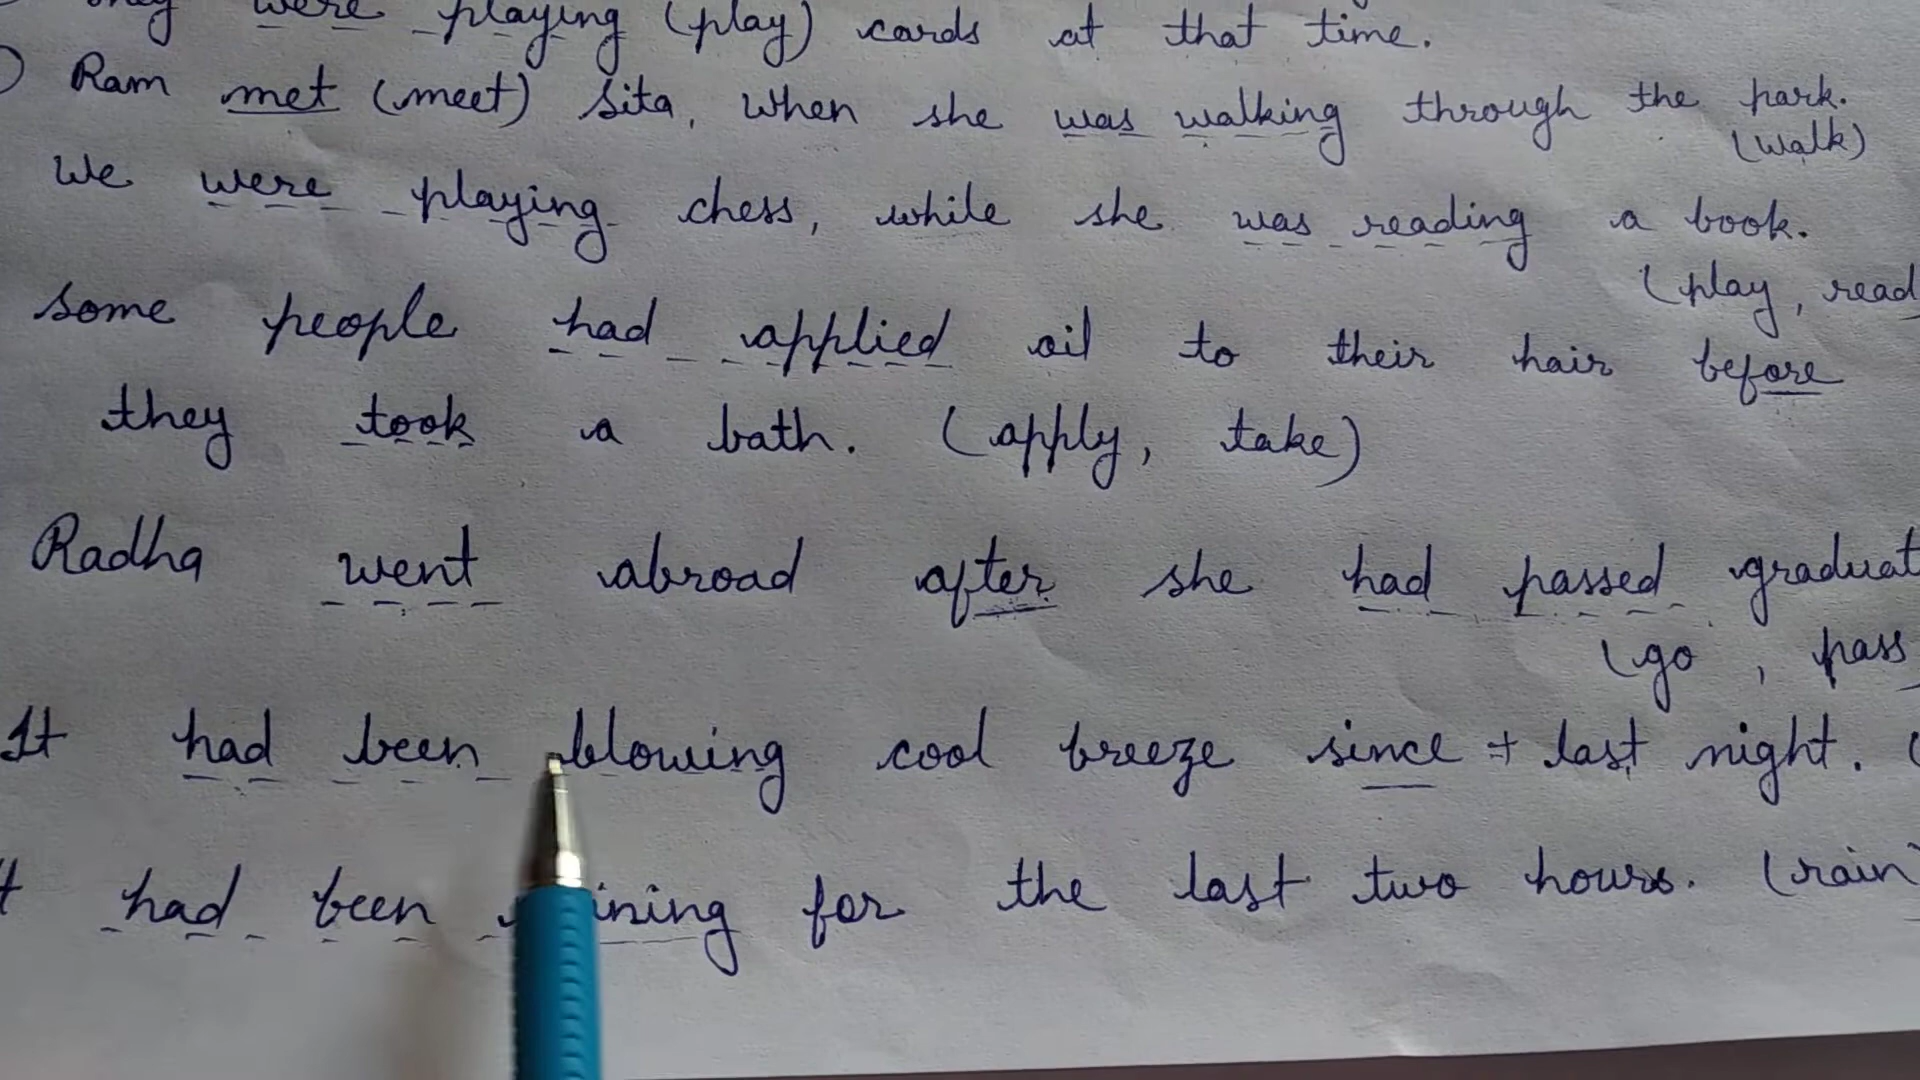 were playing (play) cards at that time.
Ram met (meet) Sita, when she was walking through the park.
(walk)
We were playing chess, while she was reading a book.
(play, read
Some people had applied oil to their hair before
they took a bath. (apply, take)
Radha went abroad after she had passed graduat
(go , pass
It had been blowing cool breeze since + last night. (
had been ining for the last two hours. (rain)